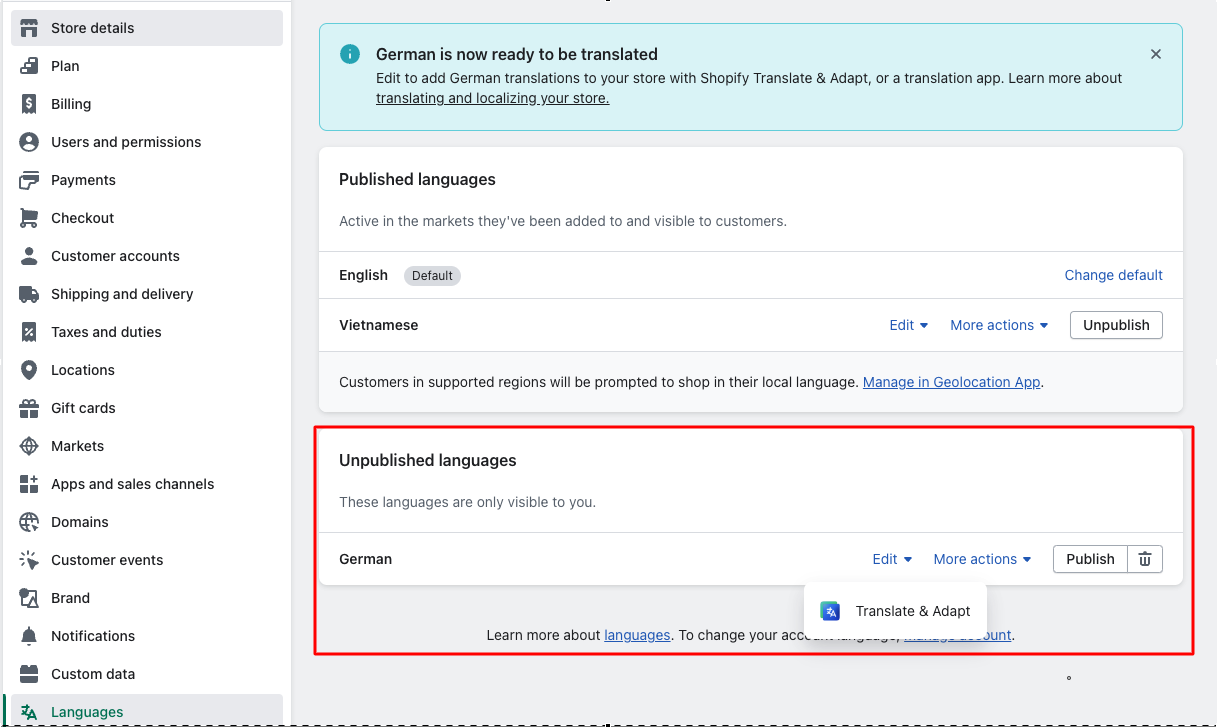 Store details
Plan
Billing
Users and permissions
Payments
Checkout
Customer accounts
Shipping and delivery
Taxes and duties
Locations
Gift cards
Markets
Apps and sales channels
Domains
Customer events
Brand
Notifications
Custom data
Languages
German is now ready to be translated
Edit to add German translations to your store with Shopify Translate & Adapt, or a translation app. Learn more about
translating and localizing your store.
Published languages
Active in the markets they've been added to and visible to customers.
English Default Change default
Vietnamese Edit More actions Unpublish
Customers in supported regions will be prompted to shop in their local language. Manage in Geolocation App.
Unpublished languages
These languages are only visible to you.
German Edit More actions Publish
Translate & Adapt
Learn more about languages. To change your account language, manage account.